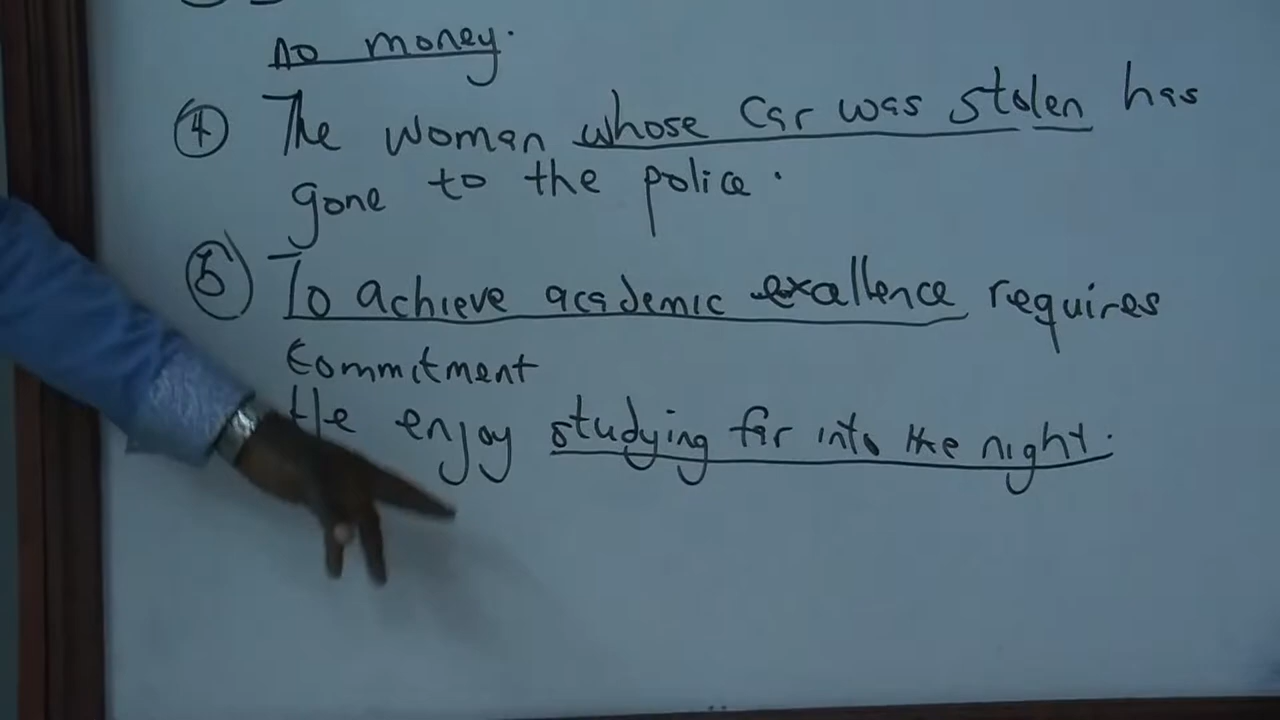 no money.
④ The woman whose car was stolen has
gone to the police.
⑤ To achieve academic exallence requires
commitment
He enjoy studying far into the night.